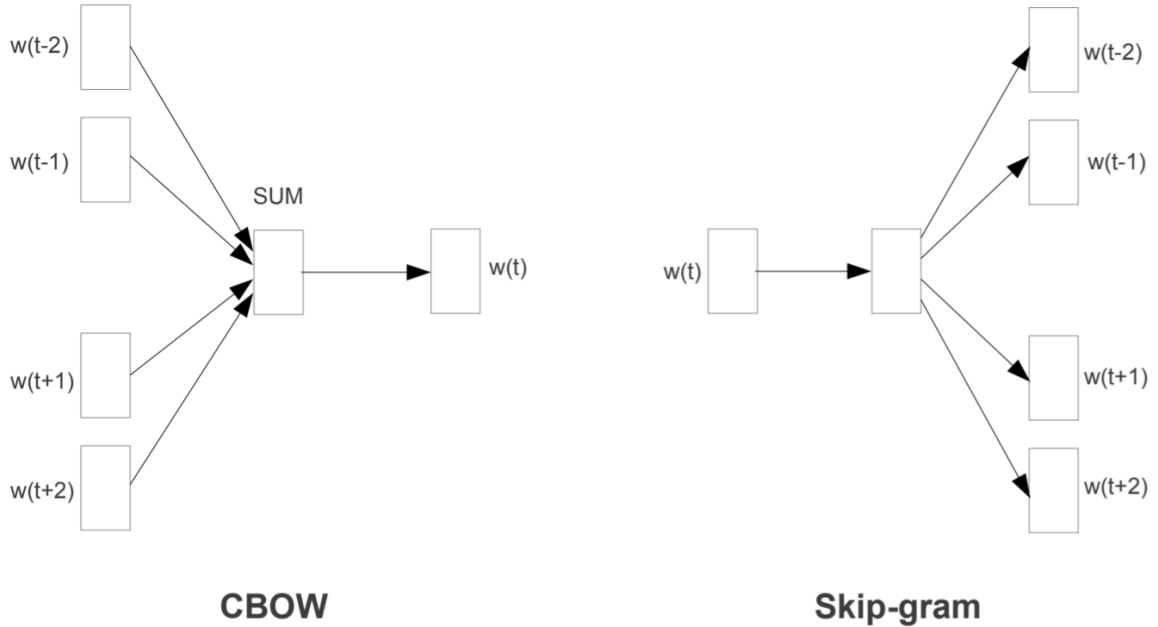 w(t-2)
w(t-1)
SUM
w(t)
w(t+1)
w(t+2)
CBOW
w(t-2)
w(t-1)
w(t)
w(t+1)
w(t+2)
Skip-gram